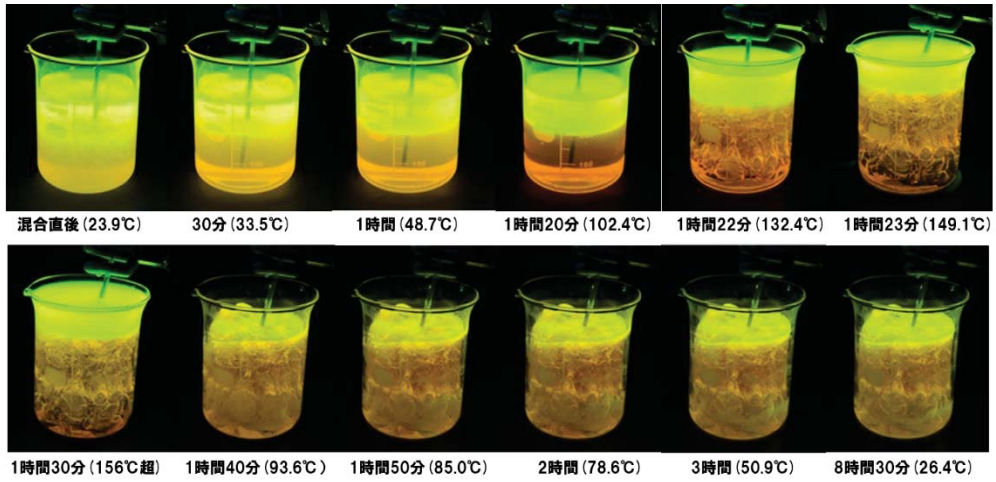 混合直後(23.9℃)
30分(33.5℃)
1時間(48.7℃)
1時間20分(102.4℃)
1時間22分(132.4℃)
1時間23分(149.1℃)
1時間30分(156℃超)
1時間40分(93.6℃)
1時間50分(85.0℃)
2時間(78.6℃)
3時間(50.9℃)
8時間30分(26.4℃)